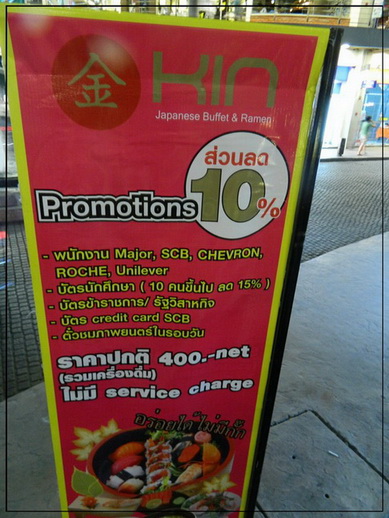 金 KIN
Japanese Buffet & Ramen
ส่วนลด
Promotions 10%
- พนักงาน Major, SCB, CHEVRON,
ROCHE, Unilever
- บัตรนักศึกษา ( 10 คนขึ้นไป ลด 15% )
- บัตรข้าราชการ/ รัฐวิสาหกิจ
- บัตร credit card SCB
- ตั๋วชมภาพยนตร์ในรอบวัน
ราคาปกติ 400.-net
(รวมเครื่องดื่ม)
ไม่มี service charge
อร่อยได้ไม่มีกั๊ก